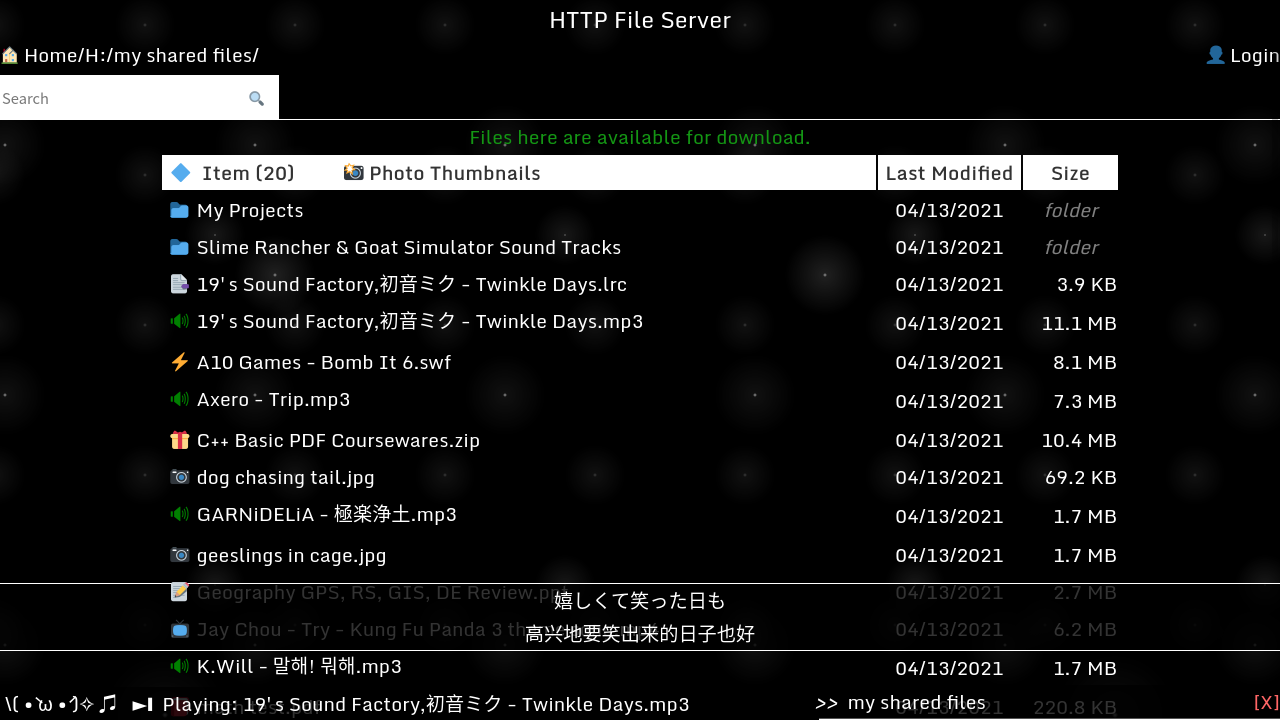 HTTP File Server
Home/H:/my shared files/
Login
Search
Files here are available for download.
Item (20) Photo Thumbnails Last Modified Size
My Projects 04/13/2021 folder
Slime Rancher & Goat Simulator Sound Tracks 04/13/2021 folder
19's Sound Factory,初音ミク - Twinkle Days.lrc 04/13/2021 3.9 KB
19's Sound Factory,初音ミク - Twinkle Days.mp3 04/13/2021 11.1 MB
A10 Games - Bomb It 6.swf 04/13/2021 8.1 MB
Axero - Trip.mp3 04/13/2021 7.3 MB
C++ Basic PDF Coursewares.zip 04/13/2021 10.4 MB
dog chasing tail.jpg 04/13/2021 69.2 KB
GARNiDELiA - 極楽浄土.mp3 04/13/2021 1.7 MB
geeslings in cage.jpg 04/13/2021 1.7 MB
Geography GPS, RS, GIS, DE Review.ppt 04/13/2021 2.7 MB
嬉しくて笑った日も
Jay Chou - Try - Kung Fu Panda 3 04/13/2021 6.2 MB
高兴地要笑出来的日子也好
K.Will - 말해! 뭐해.mp3 04/13/2021 1.7 MB
\( •̀ ω •́ )✧ ♫ ►‖ Playing: 19's Sound Factory,初音ミク - Twinkle Days.mp3 >> my shared files [X]
04/13/2021 220.8 KB